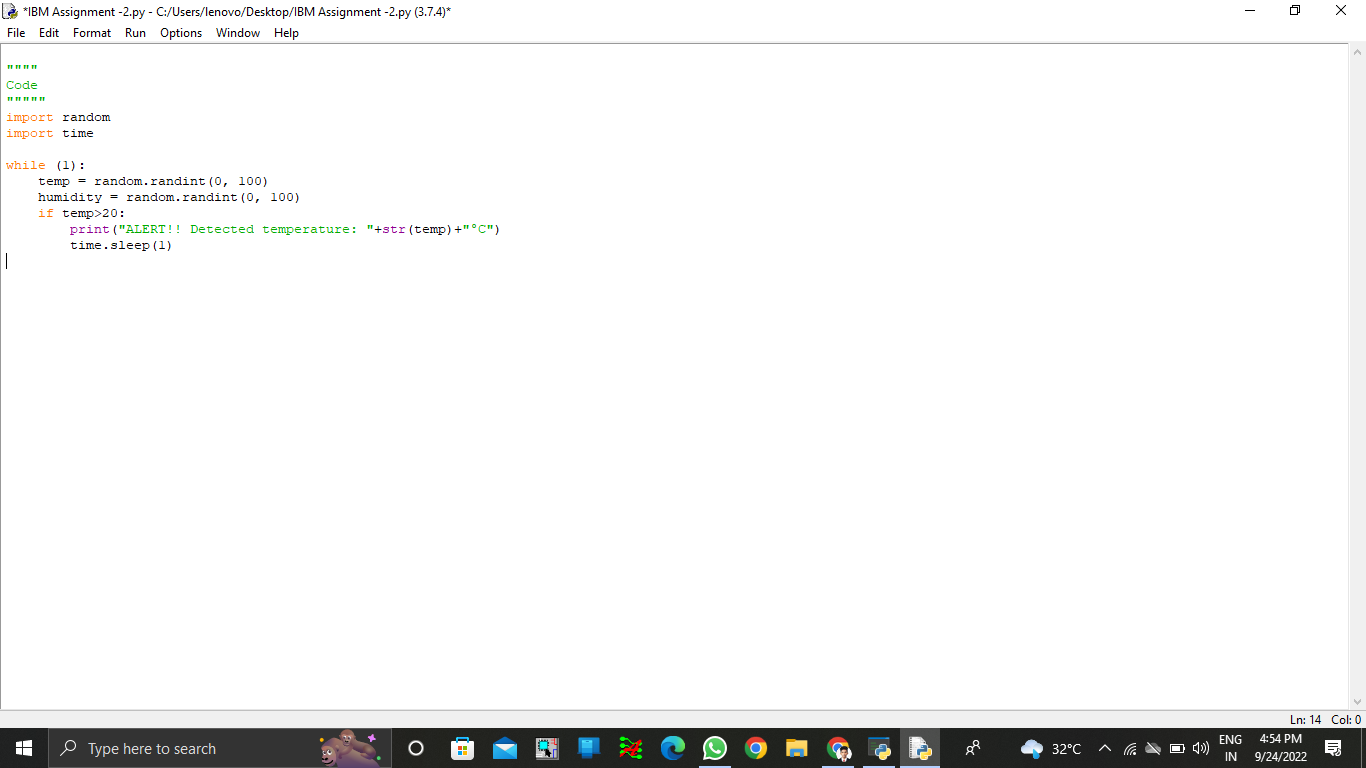 *IBM Assignment -2.py - C:/Users/lenovo/Desktop/IBM Assignment -2.py (3.7.4)*
File Edit Format Run Options Window Help
""""
Code
"""""
import random
import time
while (1):
    temp = random.randint(0, 100)
    humidity = random.randint(0, 100)
    if temp>20:
        print("ALERT!! Detected temperature: "+str(temp)+"°C")
        time.sleep(1)
Ln: 14 Col: 0
Type here to search
32°C
ENG
IN
4:54 PM
9/24/2022